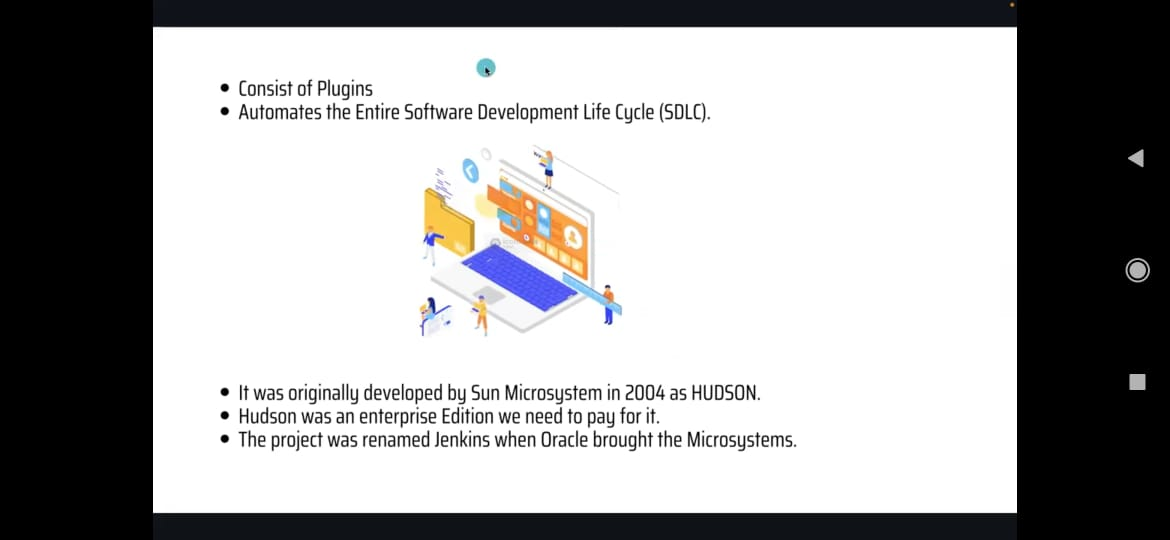 • Consist of Plugins
• Automates the Entire Software Development Life Cycle (SDLC).
• It was originally developed by Sun Microsystem in 2004 as HUDSON.
• Hudson was an enterprise Edition we need to pay for it.
• The project was renamed Jenkins when Oracle brought the Microsystems.